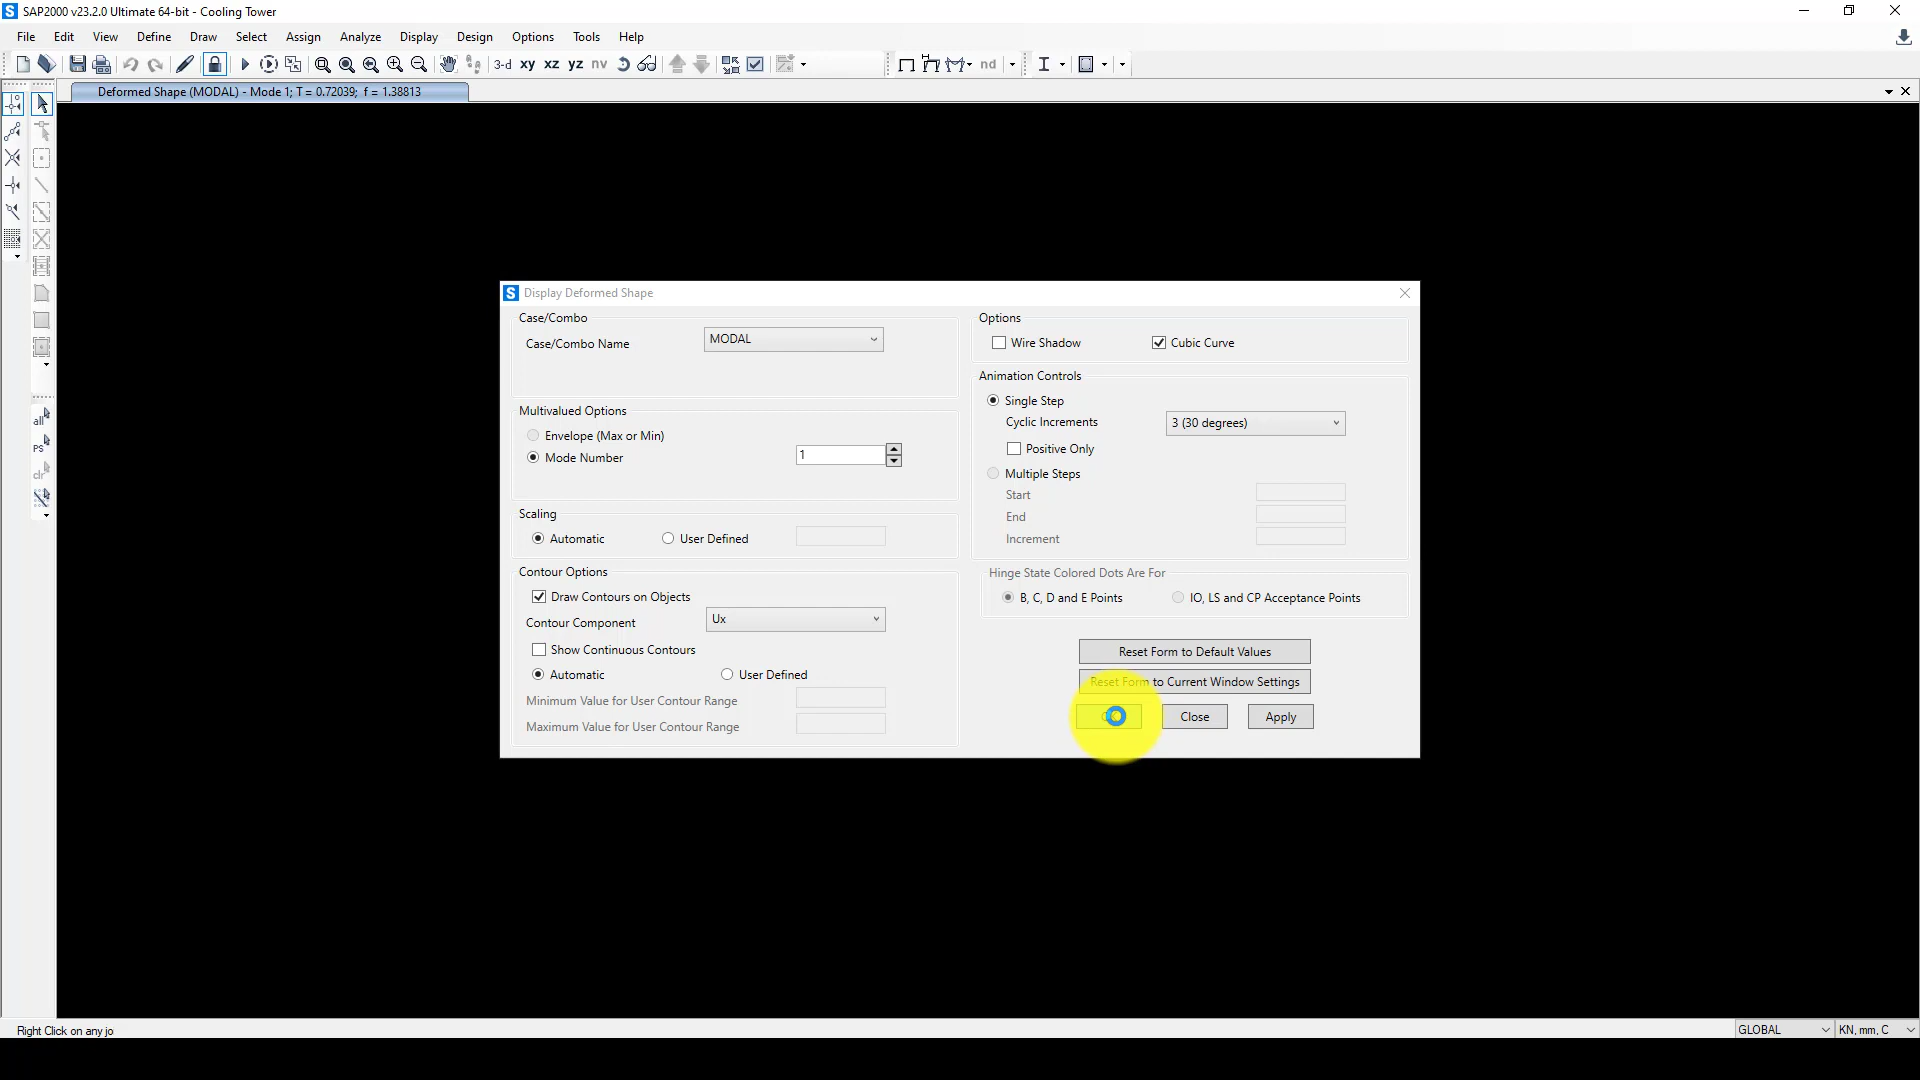 SAP2000 v23.2.0 Ultimate 64-bit - Cooling Tower
File Edit View Define Draw Select Assign Analyze Display Design Options Tools Help
3-d xy xz yz nv nd
Deformed Shape (MODAL) - Mode 1; T = 0.72039; f = 1.38813
all
PS
clr
Display Deformed Shape
Case/Combo
Case/Combo Name MODAL
Multivalued Options
Envelope (Max or Min)
Mode Number 1
Scaling
Automatic User Defined
Contour Options
Draw Contours on Objects
Contour Component Ux
Show Continuous Contours
Automatic User Defined
Minimum Value for User Contour Range
Maximum Value for User Contour Range
Options
Wire Shadow Cubic Curve
Animation Controls
Single Step
Cyclic Increments 3 (30 degrees)
Positive Only
Multiple Steps
Start
End
Increment
Hinge State Colored Dots Are For
B, C, D and E Points IO, LS and CP Acceptance Points
Reset Form to Default Values
Reset Form to Current Window Settings
Close Apply
Right Click on any jo
GLOBAL KN, mm, C